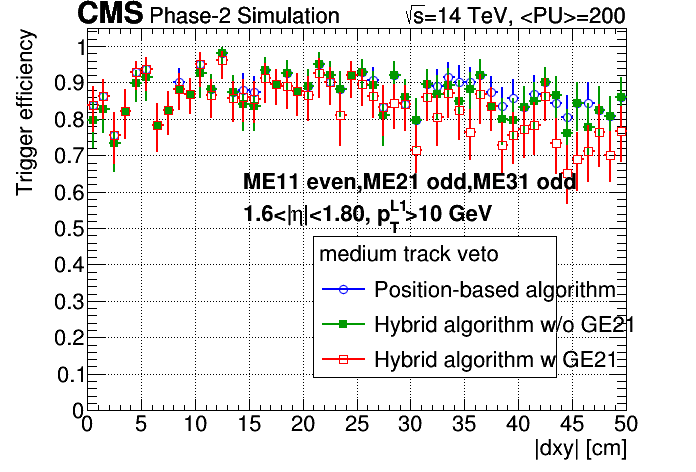 CMS Phase-2 Simulation √s=14 TeV, <PU>=200
Trigger efficiency
1
0.9
0.8
0.7
0.6
0.5
0.4
0.3
0.2
0.1
0
ME11 even,ME21 odd,ME31 odd
1.6<|η|<1.80, p_T^L1>10 GeV
medium track veto
Position-based algorithm
Hybrid algorithm w/o GE21
Hybrid algorithm w GE21
0 5 10 15 20 25 30 35 40 45 50
|dxy| [cm]